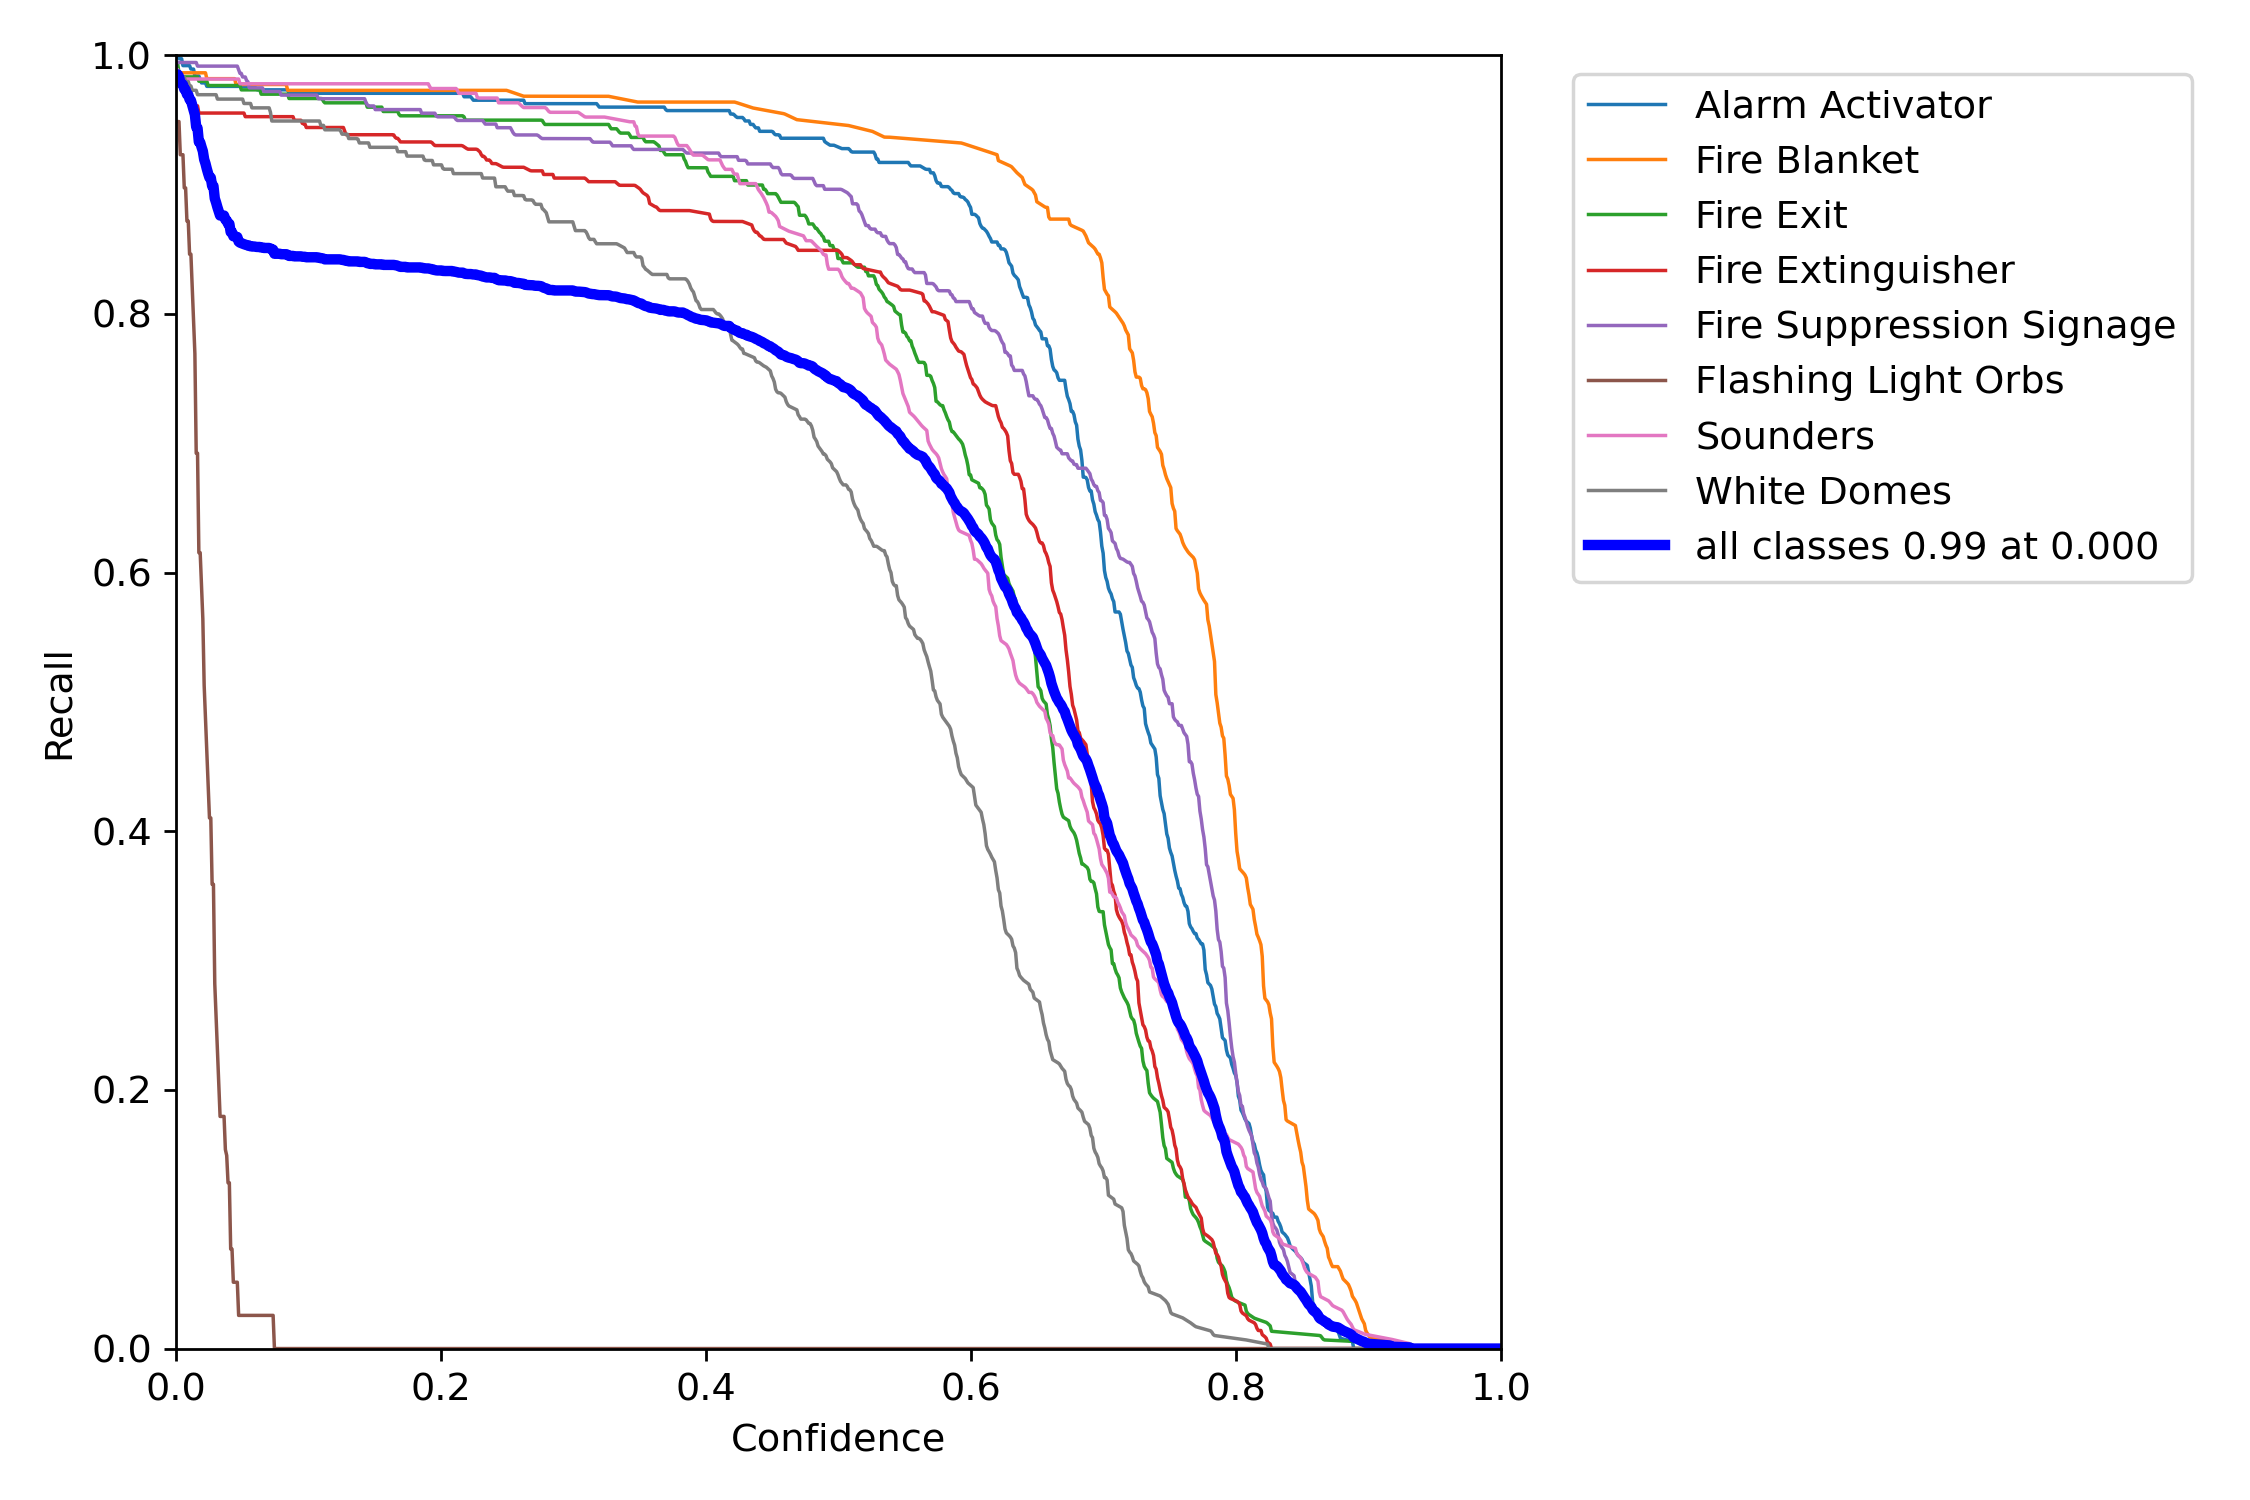 1.0
0.8
0.6
0.4
0.2
0.0
Recall
0.0 0.2 0.4 0.6 0.8 1.0
Confidence
Alarm Activator
Fire Blanket
Fire Exit
Fire Extinguisher
Fire Suppression Signage
Flashing Light Orbs
Sounders
White Domes
all classes 0.99 at 0.000